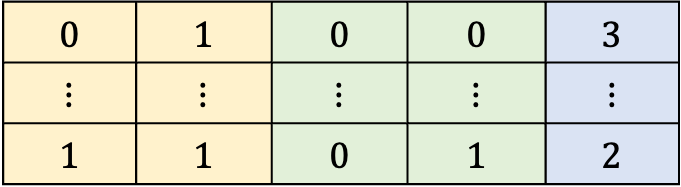 0 1 0 0 3
⋮ ⋮ ⋮ ⋮ ⋮
1 1 0 1 2